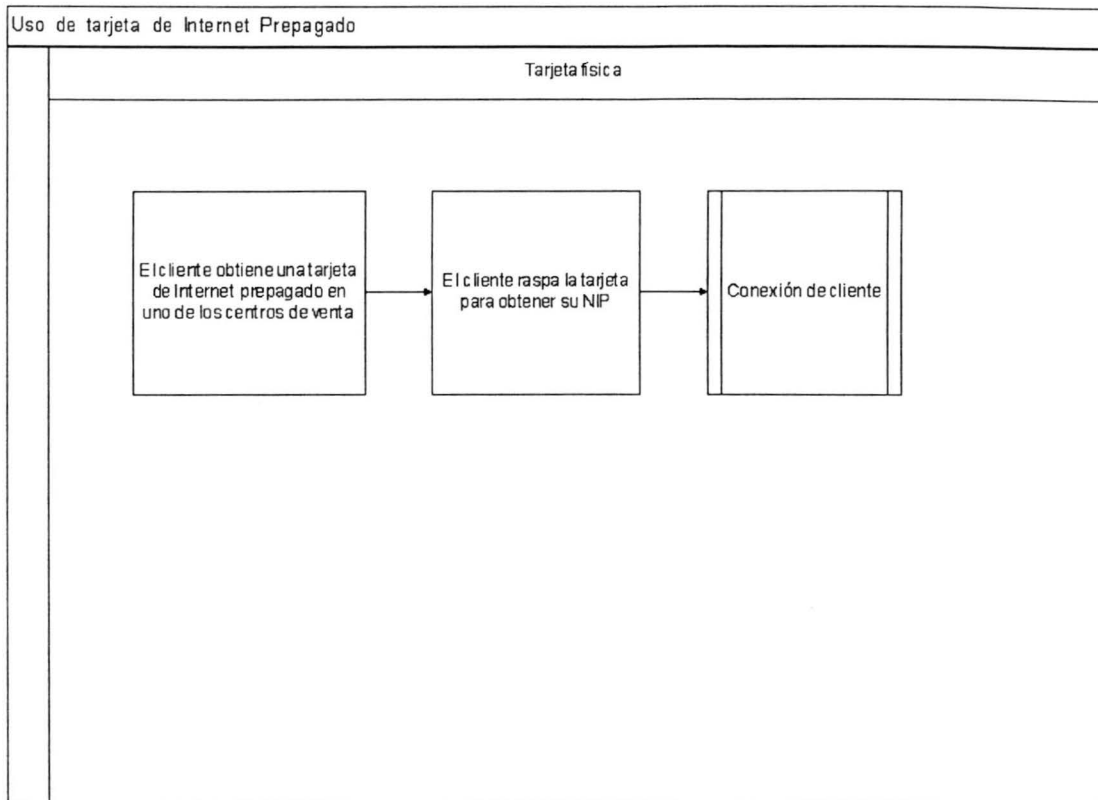 Uso de tarjeta de Internet Prepagado
Tarjeta física
El cliente obtiene una tarjeta
de Internet prepagado en
uno de los centros de venta
El cliente raspa la tarjeta
para obtener su NIP
Conexión de cliente